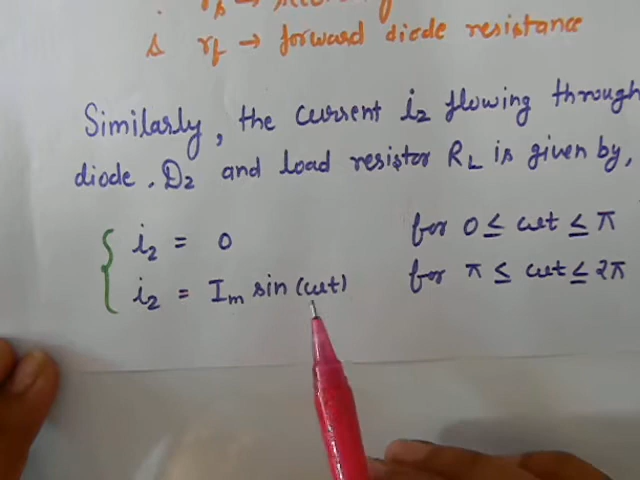 & rf → forward diode resistance
Similarly, the current i₂ flowing through
diode. D₂ and load resistor R_L is given by,
i₂ = 0 for 0 ≤ ωt ≤ π
i₂ = Iₘ sin(ωt) for π ≤ ωt ≤ 2π